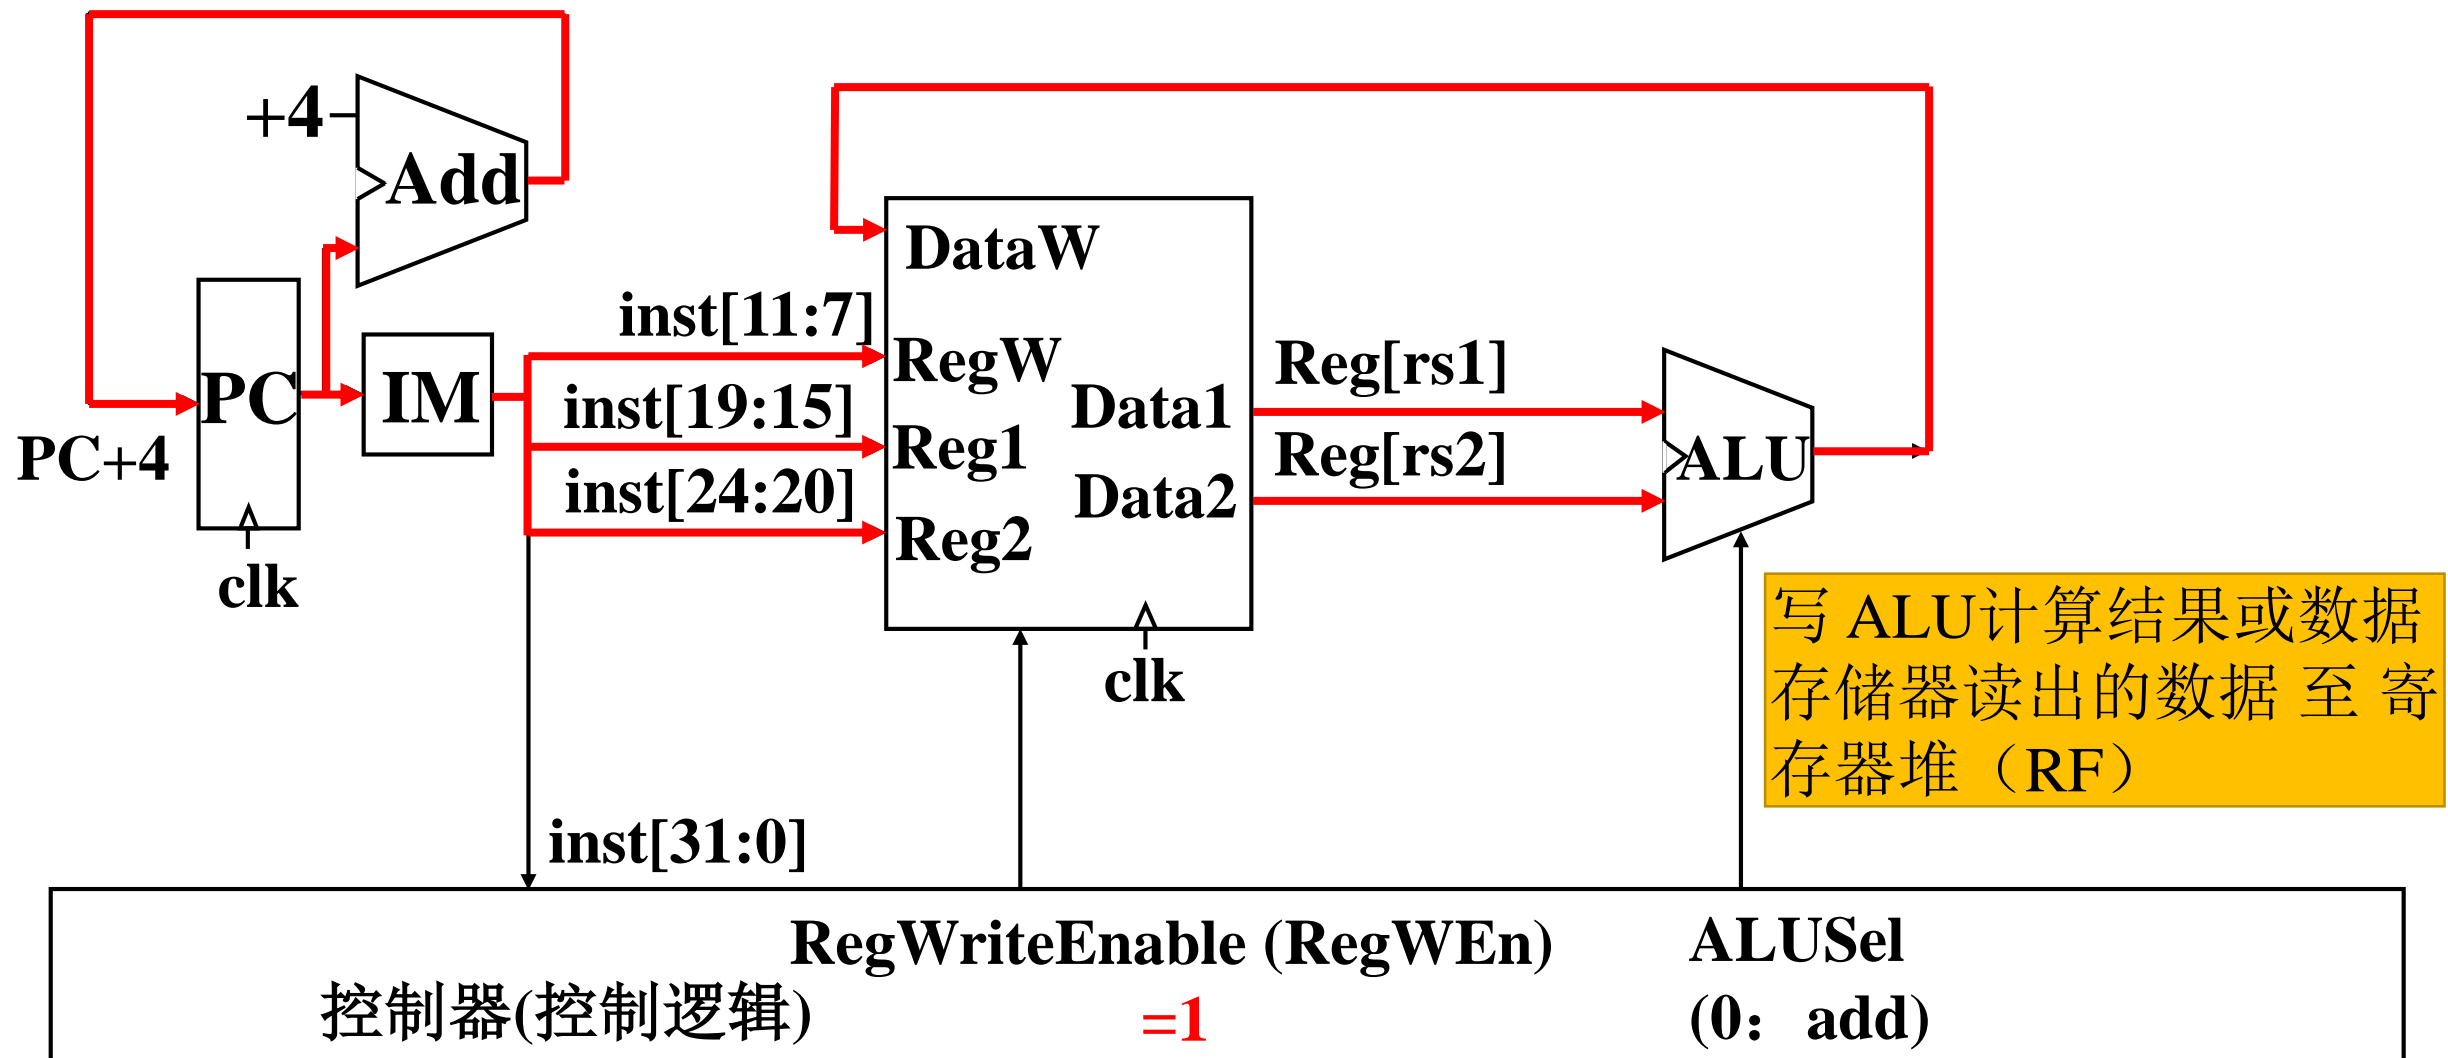 +4
Add
DataW
inst[11:7]
RegW
Reg[rs1]
PC
IM
inst[19:15]
Data1
Reg1
Reg[rs2]
ALU
PC+4
inst[24:20]
Data2
Reg2
clk
clk
写 ALU计算结果或数据
存储器读出的数据 至 寄
存器堆（RF）
inst[31:0]
RegWriteEnable (RegWEn)
ALUSel
控制器(控制逻辑)
=1
(0：add)